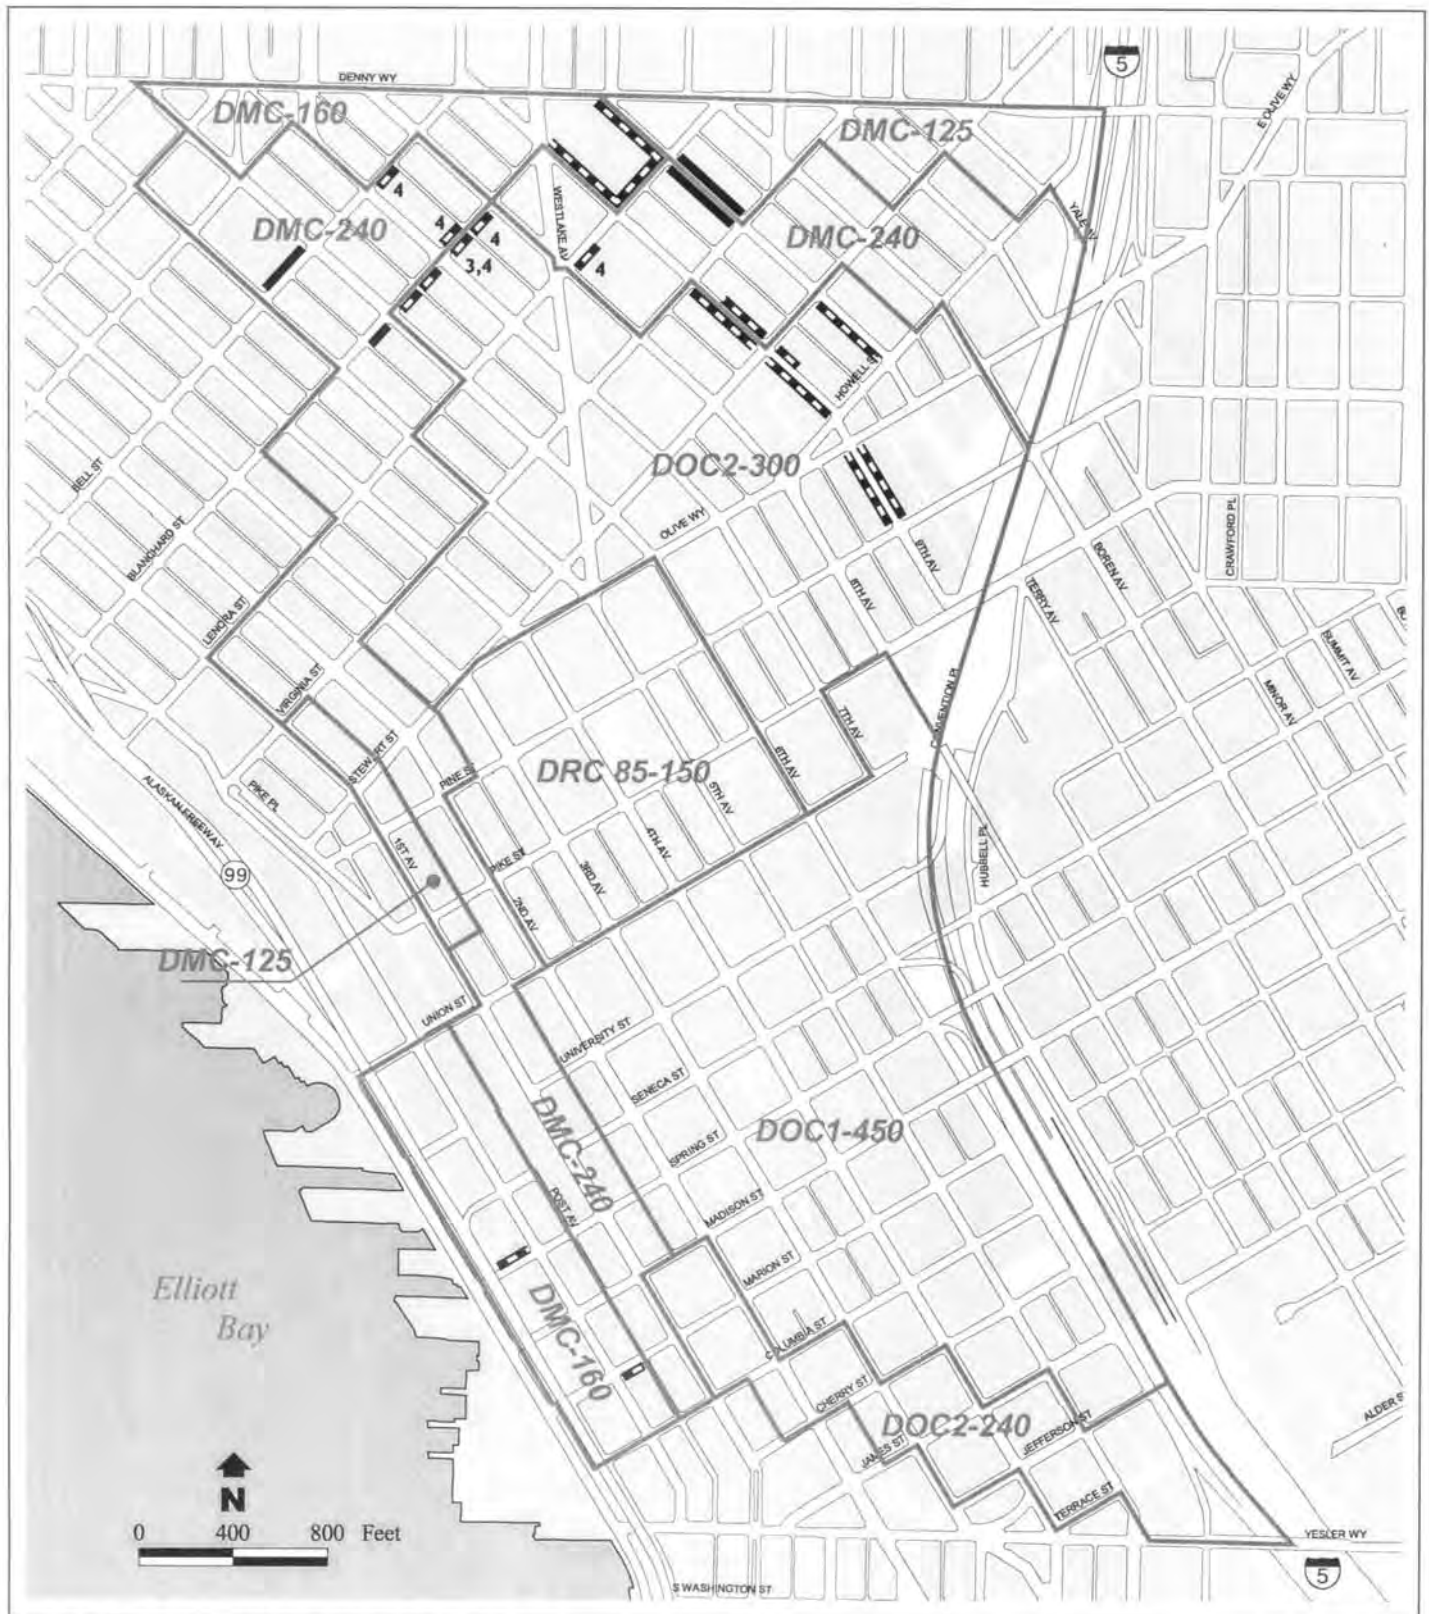 DENNY WY
5
E OLIVE WY
DMC-160
DMC-125
4
DMC-240
4
4
WESTLAKE AV
DMC-240
YALE AV
3,4
4
HOWELL ST
BELL ST
DOC2-300
BLANCHARD ST
OLIVE WY
9TH AV
BOREN AV
CRAWFORD PL
8TH AV
TERRY AV
LENORA ST
SUMMIT AV
VIRGINIA ST
CONVENTION PL
MINOR AV
7TH AV
STEWART ST
DRC 85-150
6TH AV
PINE ST
5TH AV
PIKE PL
ALASKAN FREEWAY
4TH AV
1ST AV
PIKE ST
HUBBELL PL
99
3RD AV
2ND AV
DMC-125
UNION ST
UNIVERSITY ST
SENECA ST
DMC-240
DOC1-450
SPRING ST
POST AV
MADISON ST
MARION ST
Elliott
Bay
DMC-160
COLUMBIA ST
CHERRY ST
DOC2-240
JEFFERSON ST
ALDER S
JAMES ST
N
TERRACE ST
0 400 800 Feet
YESLER WY
5
S WASHINGTON ST